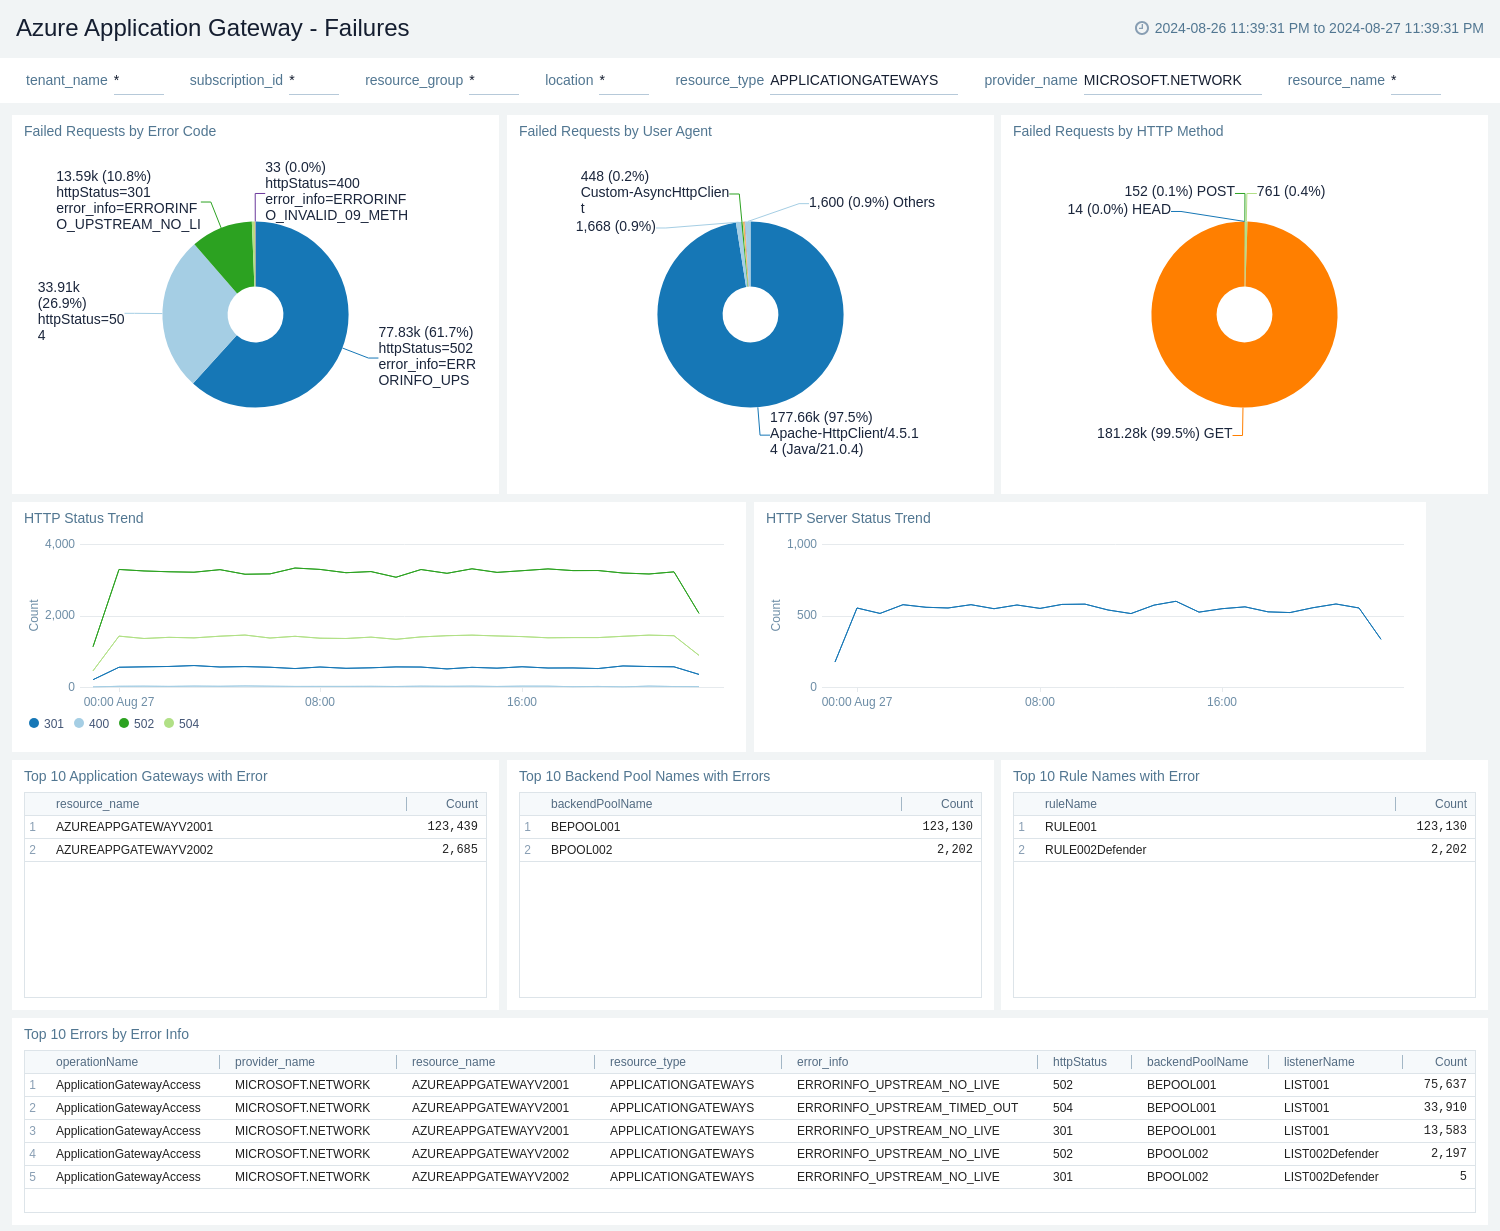 Azure Application Gateway - Failures
2024-08-26 11:39:31 PM to 2024-08-27 11:39:31 PM
tenant_name *
subscription_id *
resource_group *
location *
resource_type APPLICATIONGATEWAYS
provider_name MICROSOFT.NETWORK
resource_name *
Failed Requests by Error Code
13.59k (10.8%)
httpStatus=301
error_info=ERRORINF
O_UPSTREAM_NO_LI
33 (0.0%)
httpStatus=400
error_info=ERRORINF
O_INVALID_09_METH
33.91k
(26.9%)
httpStatus=50
4
77.83k (61.7%)
httpStatus=502
error_info=ERR
ORINFO_UPS
Failed Requests by User Agent
448 (0.2%)
Custom-AsyncHttpClien
t
1,668 (0.9%)
1,600 (0.9%) Others
177.66k (97.5%)
Apache-HttpClient/4.5.1
4 (Java/21.0.4)
Failed Requests by HTTP Method
152 (0.1%) POST
761 (0.4%)
14 (0.0%) HEAD
181.28k (99.5%) GET
HTTP Status Trend
4,000
2,000
0
Count
00:00 Aug 27 08:00 16:00
301 400 502 504
HTTP Server Status Trend
1,000
500
0
Count
00:00 Aug 27 08:00 16:00
Top 10 Application Gateways with Error
resource_name Count
1 AZUREAPPGATEWAYV2001 123,439
2 AZUREAPPGATEWAYV2002 2,685
Top 10 Backend Pool Names with Errors
backendPoolName Count
1 BEPOOL001 123,130
2 BPOOL002 2,202
Top 10 Rule Names with Error
ruleName Count
1 RULE001 123,130
2 RULE002Defender 2,202
Top 10 Errors by Error Info
operationName provider_name resource_name resource_type error_info httpStatus backendPoolName listenerName Count
1 ApplicationGatewayAccess MICROSOFT.NETWORK AZUREAPPGATEWAYV2001 APPLICATIONGATEWAYS ERRORINFO_UPSTREAM_NO_LIVE 502 BEPOOL001 LIST001 75,637
2 ApplicationGatewayAccess MICROSOFT.NETWORK AZUREAPPGATEWAYV2001 APPLICATIONGATEWAYS ERRORINFO_UPSTREAM_TIMED_OUT 504 BEPOOL001 LIST001 33,910
3 ApplicationGatewayAccess MICROSOFT.NETWORK AZUREAPPGATEWAYV2001 APPLICATIONGATEWAYS ERRORINFO_UPSTREAM_NO_LIVE 301 BEPOOL001 LIST001 13,583
4 ApplicationGatewayAccess MICROSOFT.NETWORK AZUREAPPGATEWAYV2002 APPLICATIONGATEWAYS ERRORINFO_UPSTREAM_NO_LIVE 502 BPOOL002 LIST002Defender 2,197
5 ApplicationGatewayAccess MICROSOFT.NETWORK AZUREAPPGATEWAYV2002 APPLICATIONGATEWAYS ERRORINFO_UPSTREAM_NO_LIVE 301 BPOOL002 LIST002Defender 5